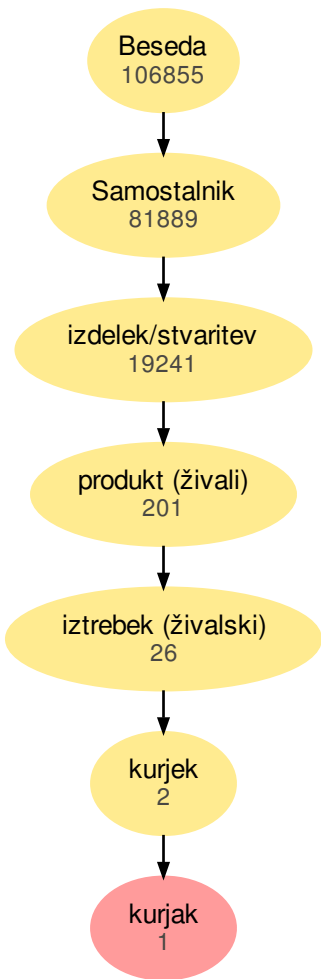 Beseda
106855
Samostalnik
81889
izdelek/stvaritev
19241
produkt (živali)
201
iztrebek (živalski)
26
kurjek
2
kurjak
1